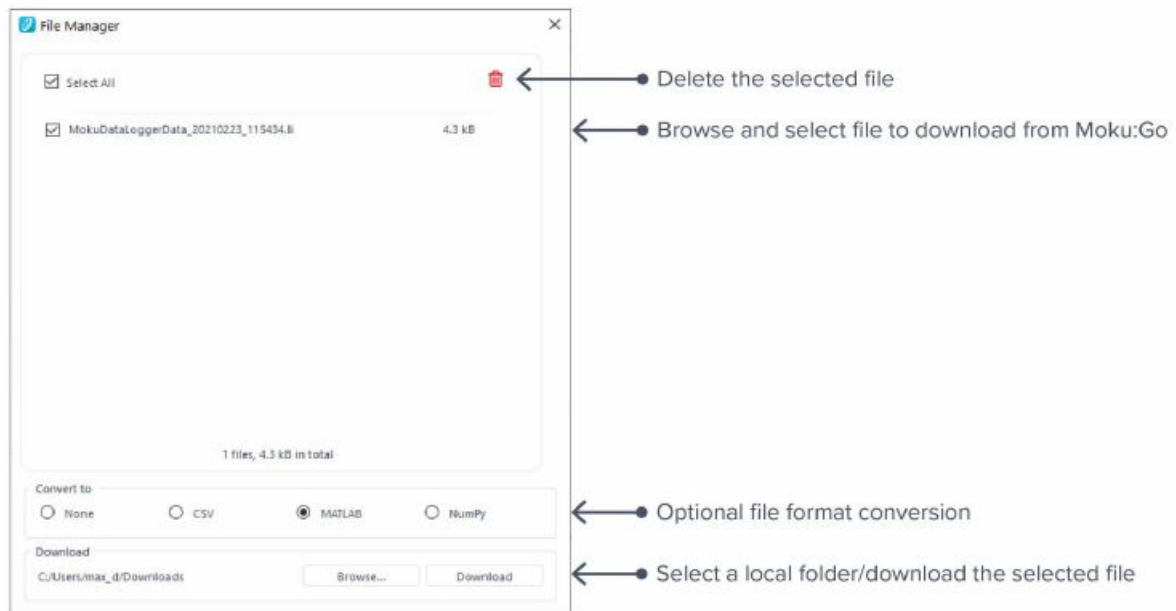 File Manager
Select All
Delete the selected file
MokuDataLoggerData_20210223_115434.li 4.3 kB
Browse and select file to download from Moku:Go
1 files, 4.3 kB in total
Convert to
None CSV MATLAB NumPy
Optional file format conversion
Download
C:/Users/max_d/Downloads Browse... Download
Select a local folder/download the selected file